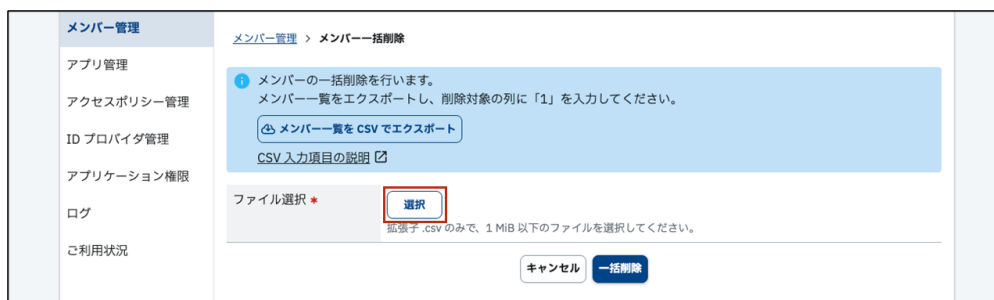 メンバー管理
アプリ管理
アクセスポリシー管理
ID プロバイダ管理
アプリケーション権限
ログ
ご利用状況
メンバー管理 > メンバー一括削除
メンバーの一括削除を行います。
メンバー一覧をエクスポートし、削除対象の列に「1」を入力してください。
メンバー一覧を CSV でエクスポート
CSV 入力項目の説明
ファイル選択 *
選択
拡張子 .csv のみで、1 MiB 以下のファイルを選択してください。
キャンセル 一括削除